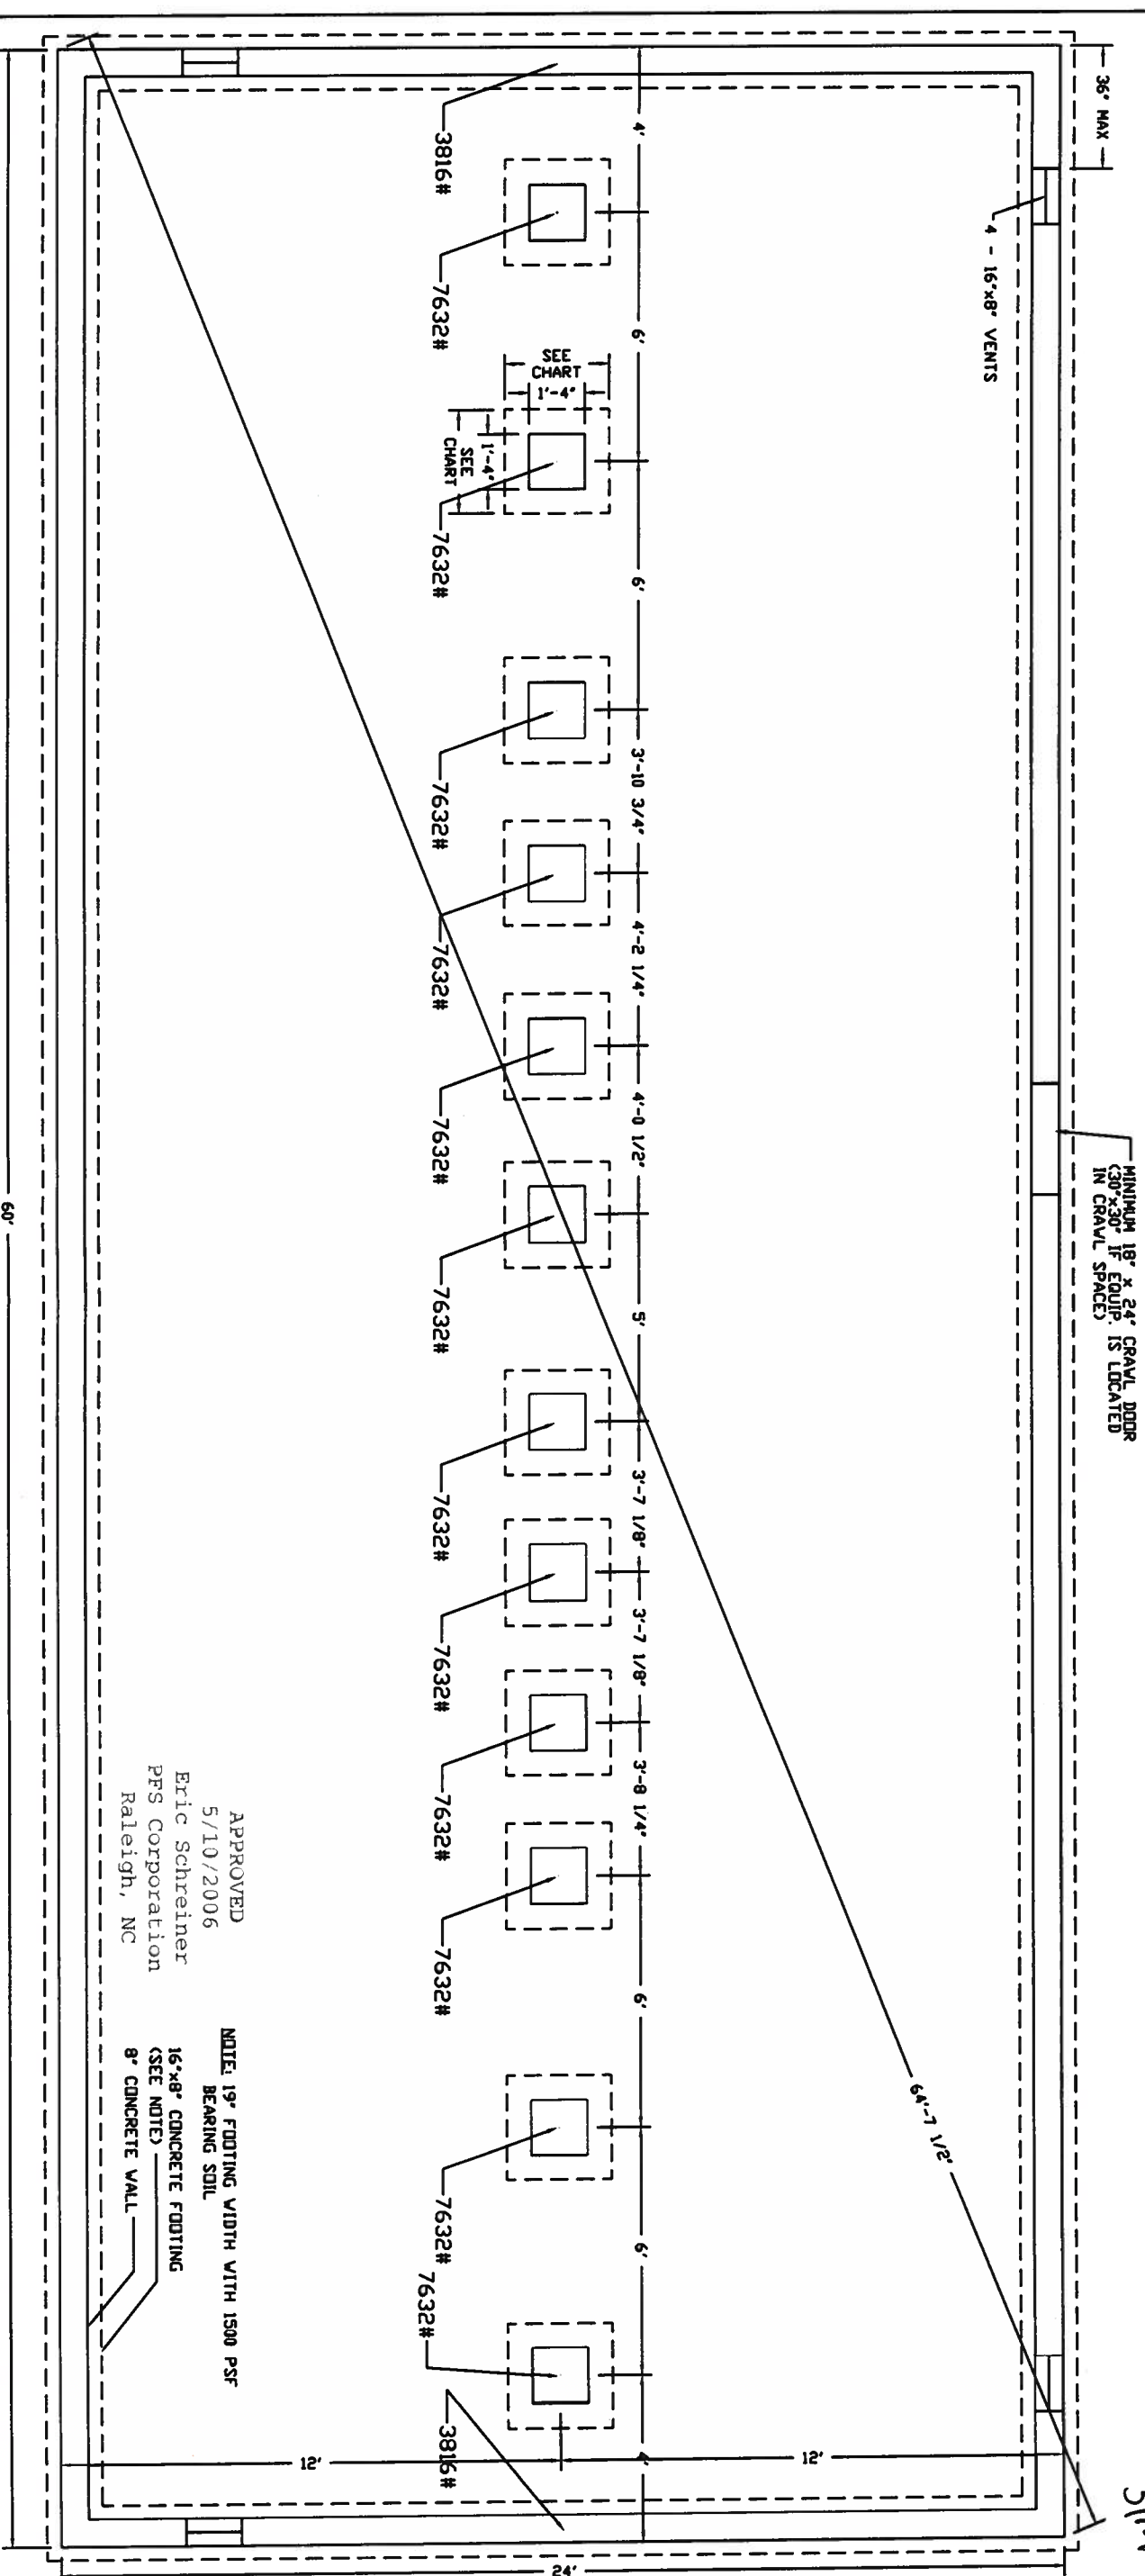 36" MAX
4 - 16"x8" VENTS
MINIMUM 18" x 24" CRAWL DOOR
(30"x30" IF EQUIP. IS LOCATED
IN CRAWL SPACE)
4'
6'
6'
3'-10 3/4"
4'-2 1/4"
4'-0 1/2"
5'
3'-7 1/8"
3'-7 1/8"
3'-8 1/4"
6'
6'
4'
64'-7 1/2"
SEE
CHART
1'-4"
1'-4"
SEE
CHART
3816#
7632#
7632#
7632#
7632#
7632#
7632#
7632#
7632#
7632#
7632#
7632#
7632#
3816#
12'
12'
24'
APPROVED
5/10/2006
Eric Schreiner
PFS Corporation
Raleigh, NC
NOTE: 19" FOOTING WIDTH WITH 1500 PSF
BEARING SOIL
16"x8" CONCRETE FOOTING
(SEE NOTE)
8" CONCRETE WALL
60'